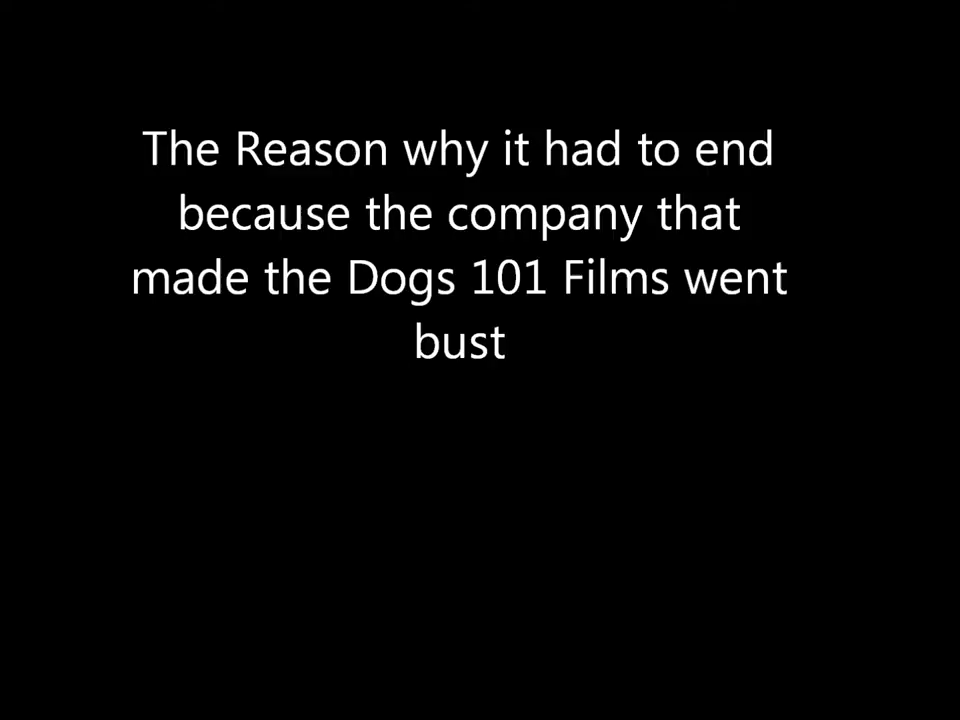 The Reason why it had to end
because the company that
made the Dogs 101 Films went
bust